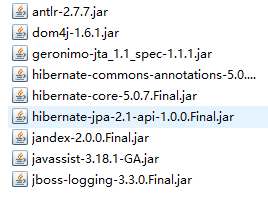 antlr-2.7.7.jar
dom4j-1.6.1.jar
geronimo-jta_1.1_spec-1.1.1.jar
hibernate-commons-annotations-5.0....
hibernate-core-5.0.7.Final.jar
hibernate-jpa-2.1-api-1.0.0.Final.jar
jandex-2.0.0.Final.jar
javassist-3.18.1-GA.jar
jboss-logging-3.3.0.Final.jar